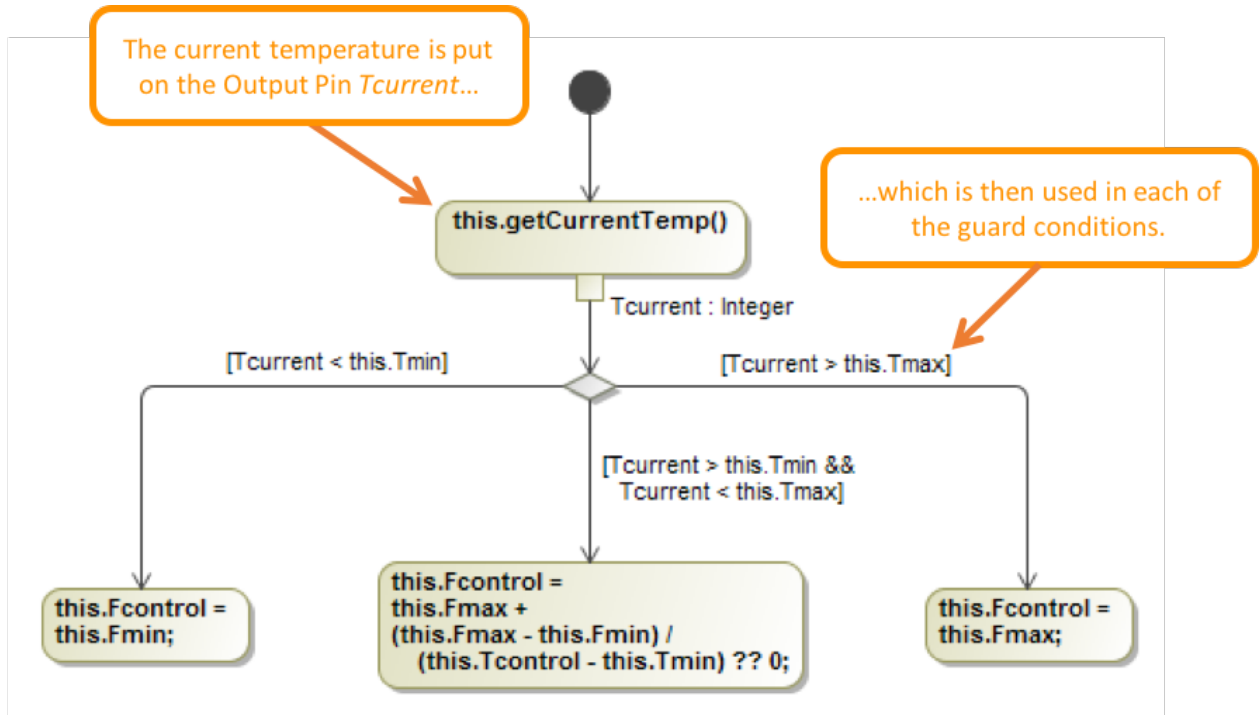 The current temperature is put
on the Output Pin Tcurrent...
this.getCurrentTemp()
...which is then used in each of
the guard conditions.
Tcurrent : Integer
[Tcurrent < this.Tmin]
[Tcurrent > this.Tmax]
[Tcurrent > this.Tmin &&
Tcurrent < this.Tmax]
this.Fcontrol =
this.Fmin;
this.Fcontrol =
this.Fmax +
(this.Fmax - this.Fmin) /
(this.Tcontrol - this.Tmin) ?? 0;
this.Fcontrol =
this.Fmax;